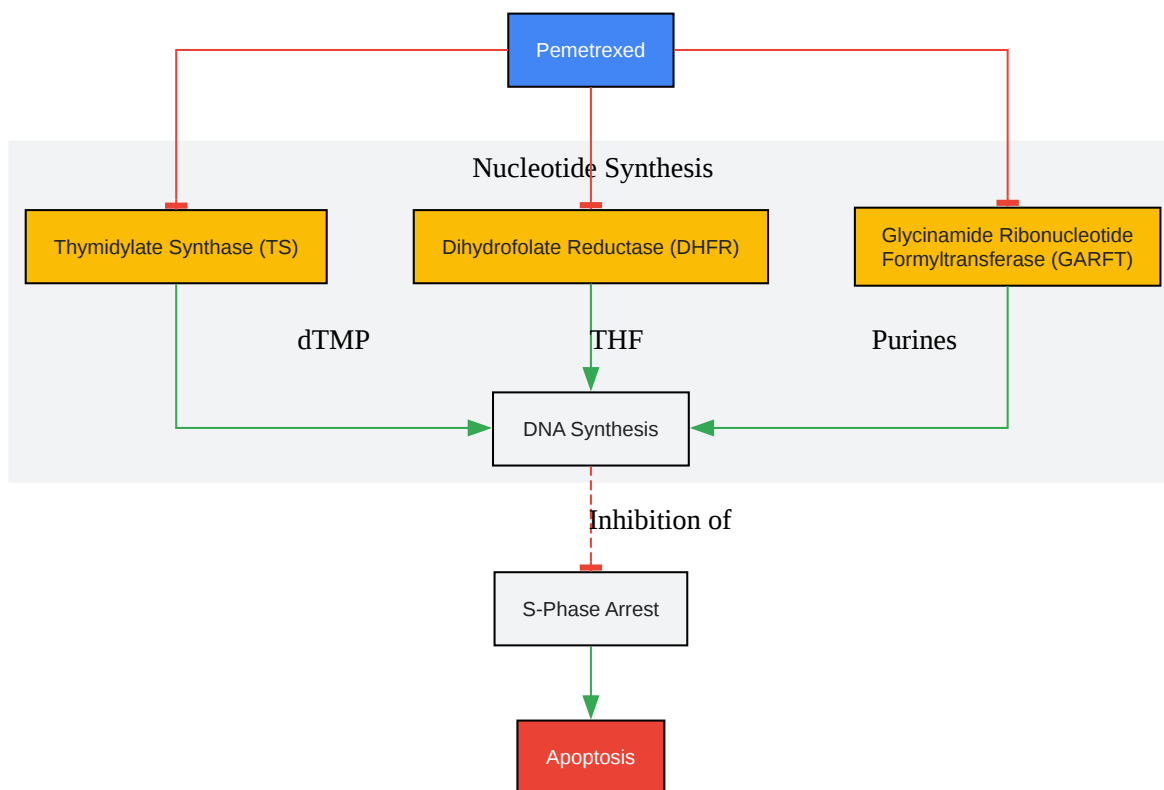 Pemetrexed
Nucleotide Synthesis
Thymidylate Synthase (TS)
Dihydrofolate Reductase (DHFR)
Glycinamide Ribonucleotide
Formyltransferase (GARFT)
dTMP
THF
Purines
DNA Synthesis
Inhibition of
S-Phase Arrest
Apoptosis